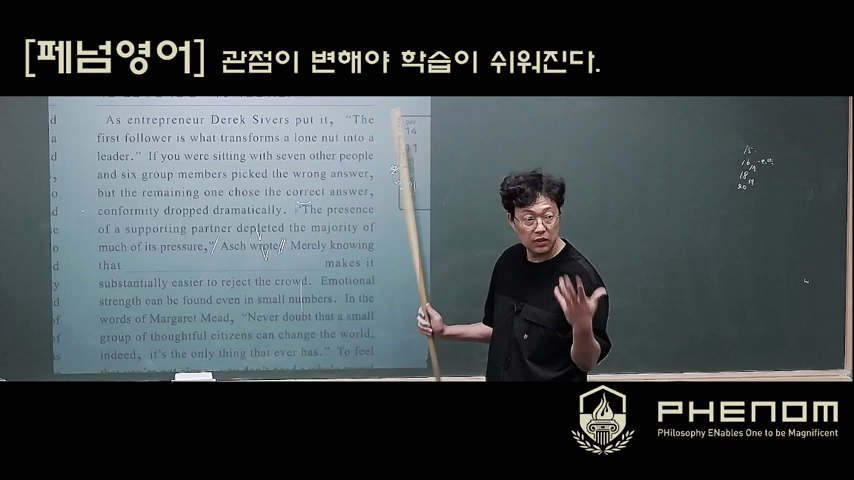 [페넘영어] 관점이 변해야 학습이 쉬워진다.
As entrepreneur Derek Sivers put it, "The
first follower is what transforms a lone nut into a
leader." If you were sitting with seven other people
and six group members picked the wrong answer,
but the remaining one chose the correct answer,
conformity dropped dramatically. "The presence
of a supporting partner depleted the majority of
much of its pressure," Asch wrote. Merely knowing
that makes it
substantially easier to reject the crowd. Emotional
strength can be found even in small numbers. In the
words of Margaret Mead, "Never doubt that a small
group of thoughtful citizens can change the world,
indeed, it's the only thing that ever has." To feel
DAY
14
15
16
18
20
PHENOM
PHilosophy ENables One to be Magnificent